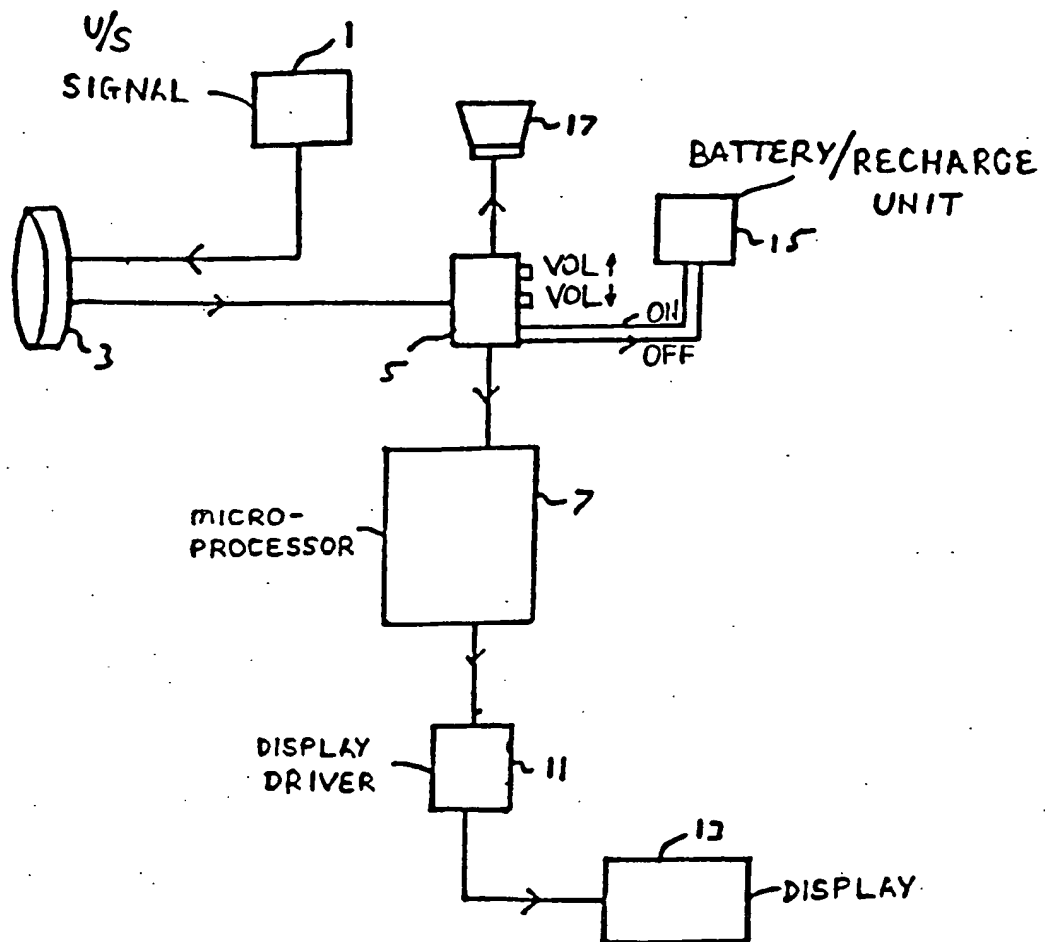 U/S
SIGNAL
1
17
BATTERY/RECHARGE
UNIT
15
VOL↑
VOL↓
ON
OFF
3
5
7
MICRO-
PROCESSOR
DISPLAY
DRIVER
11
13
DISPLAY